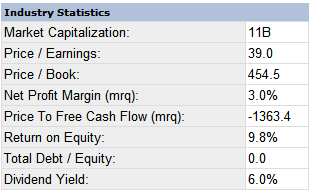 Industry Statistics
Market Capitalization: 11B
Price / Earnings: 39.0
Price / Book: 454.5
Net Profit Margin (mrq): 3.0%
Price To Free Cash Flow (mrq): -1363.4
Return on Equity: 9.8%
Total Debt / Equity: 0.0
Dividend Yield: 6.0%